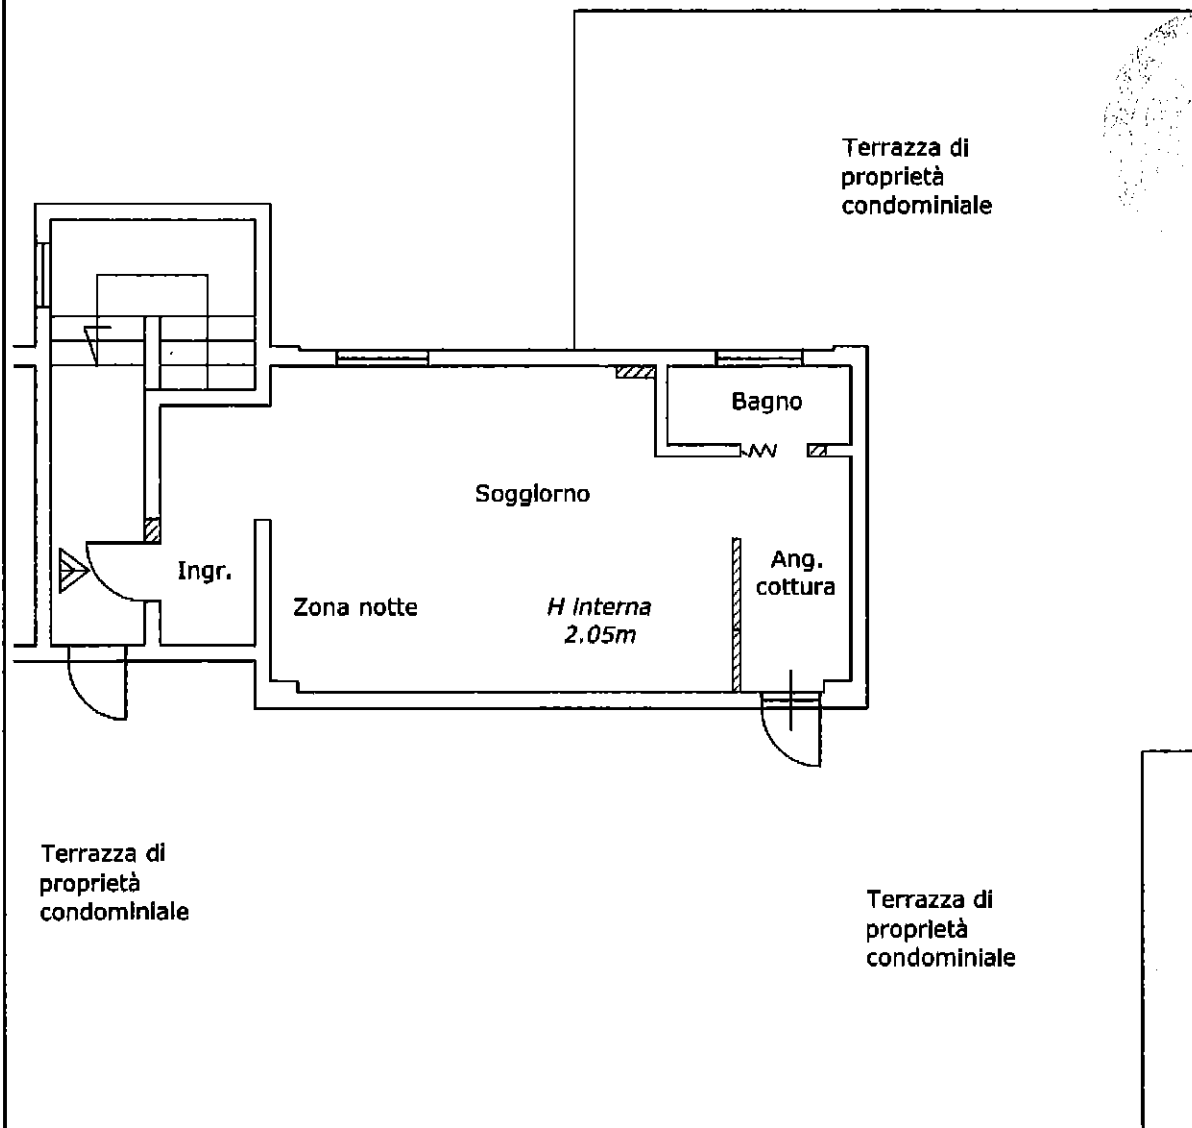 Terrazza di
proprietà
condominiale
Bagno
Soggiorno
Ang.
cottura
Ingr.
Zona notte
H Interna
2.05m
Terrazza di
proprietà
condominiale
Terrazza di
proprietà
condominiale